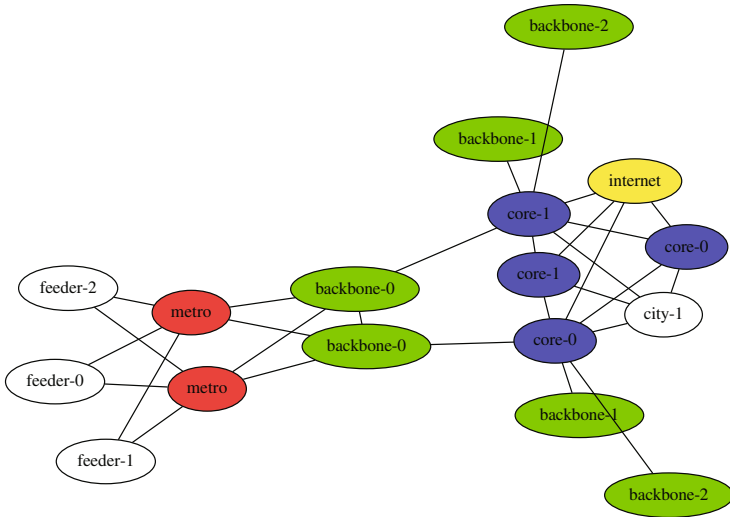 backbone-2
backbone-1
internet
core-1
core-0
core-1
feeder-2
backbone-0
metro
city-1
core-0
backbone-0
feeder-0
metro
backbone-1
feeder-1
backbone-2